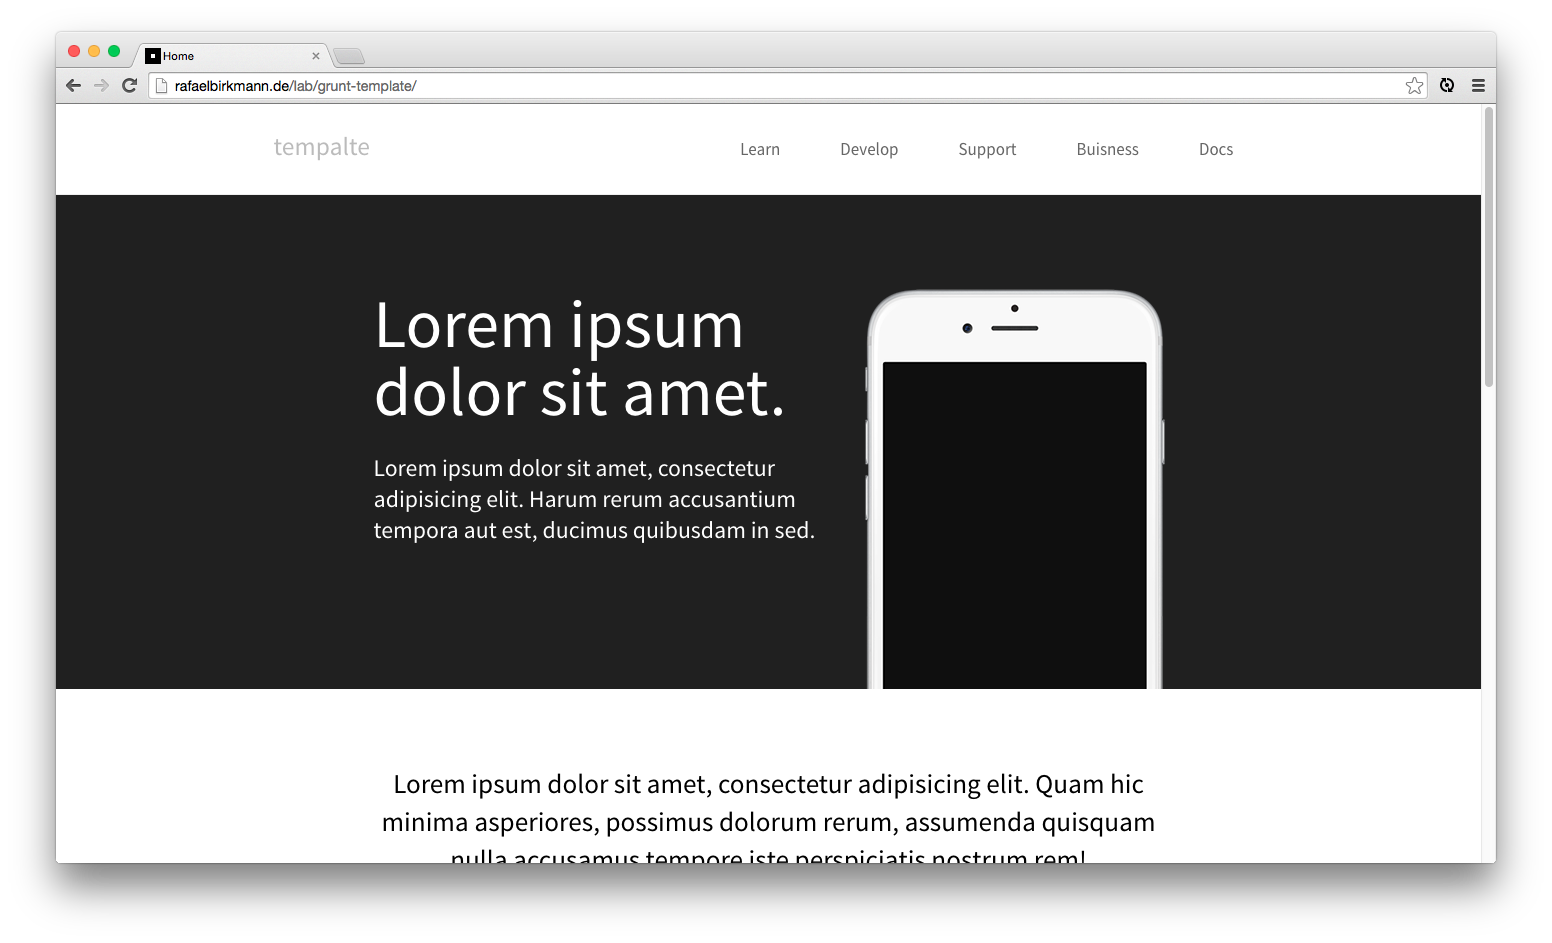 Home
rafaelbirkmann.de/lab/grunt-template/
tempalte
Learn Develop Support Buisness Docs
Lorem ipsum
dolor sit amet.
Lorem ipsum dolor sit amet, consectetur
adipisicing elit. Harum rerum accusantium
tempora aut est, ducimus quibusdam in sed.
Lorem ipsum dolor sit amet, consectetur adipisicing elit. Quam hic
minima asperiores, possimus dolorum rerum, assumenda quisquam
nulla accusamus tempore iste perspiciatis nostrum rem!